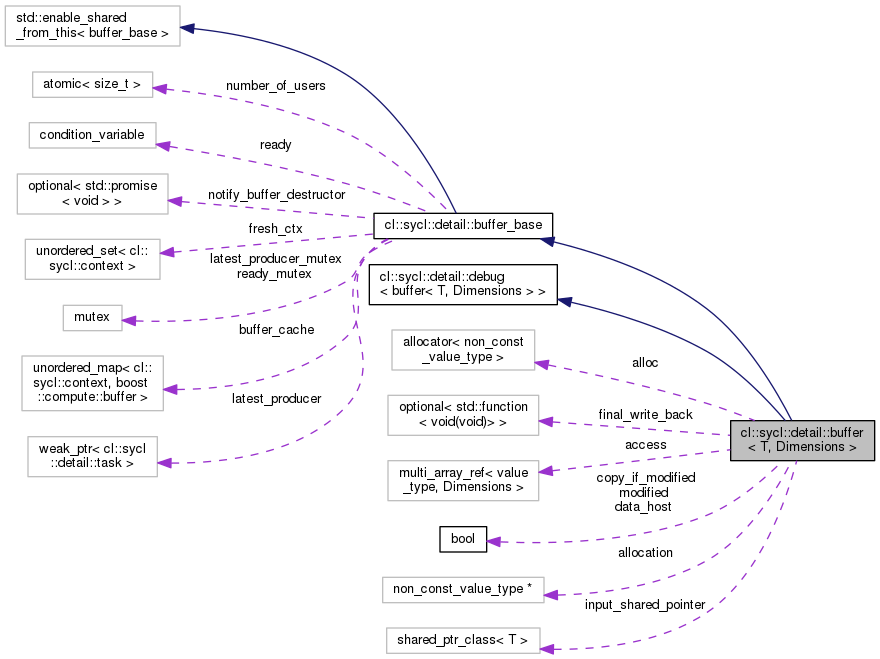 std::enable_shared
_from_this< buffer_base >
atomic< size_t >
number_of_users
condition_variable
ready
optional< std::promise
< void > >
notify_buffer_destructor
unordered_set< cl::
sycl::context >
fresh_ctx
mutex
latest_producer_mutex
ready_mutex
unordered_map< cl::
sycl::context, boost
::compute::buffer >
buffer_cache
weak_ptr< cl::sycl
::detail::task >
latest_producer
cl::sycl::detail::buffer_base
cl::sycl::detail::debug
< buffer< T, Dimensions > >
allocator< non_const
_value_type >
alloc
optional< std::function
< void(void)> >
final_write_back
multi_array_ref< value
_type, Dimensions >
access
bool
copy_if_modified
modified
data_host
non_const_value_type *
allocation
shared_ptr_class< T >
input_shared_pointer
cl::sycl::detail::buffer
< T, Dimensions >